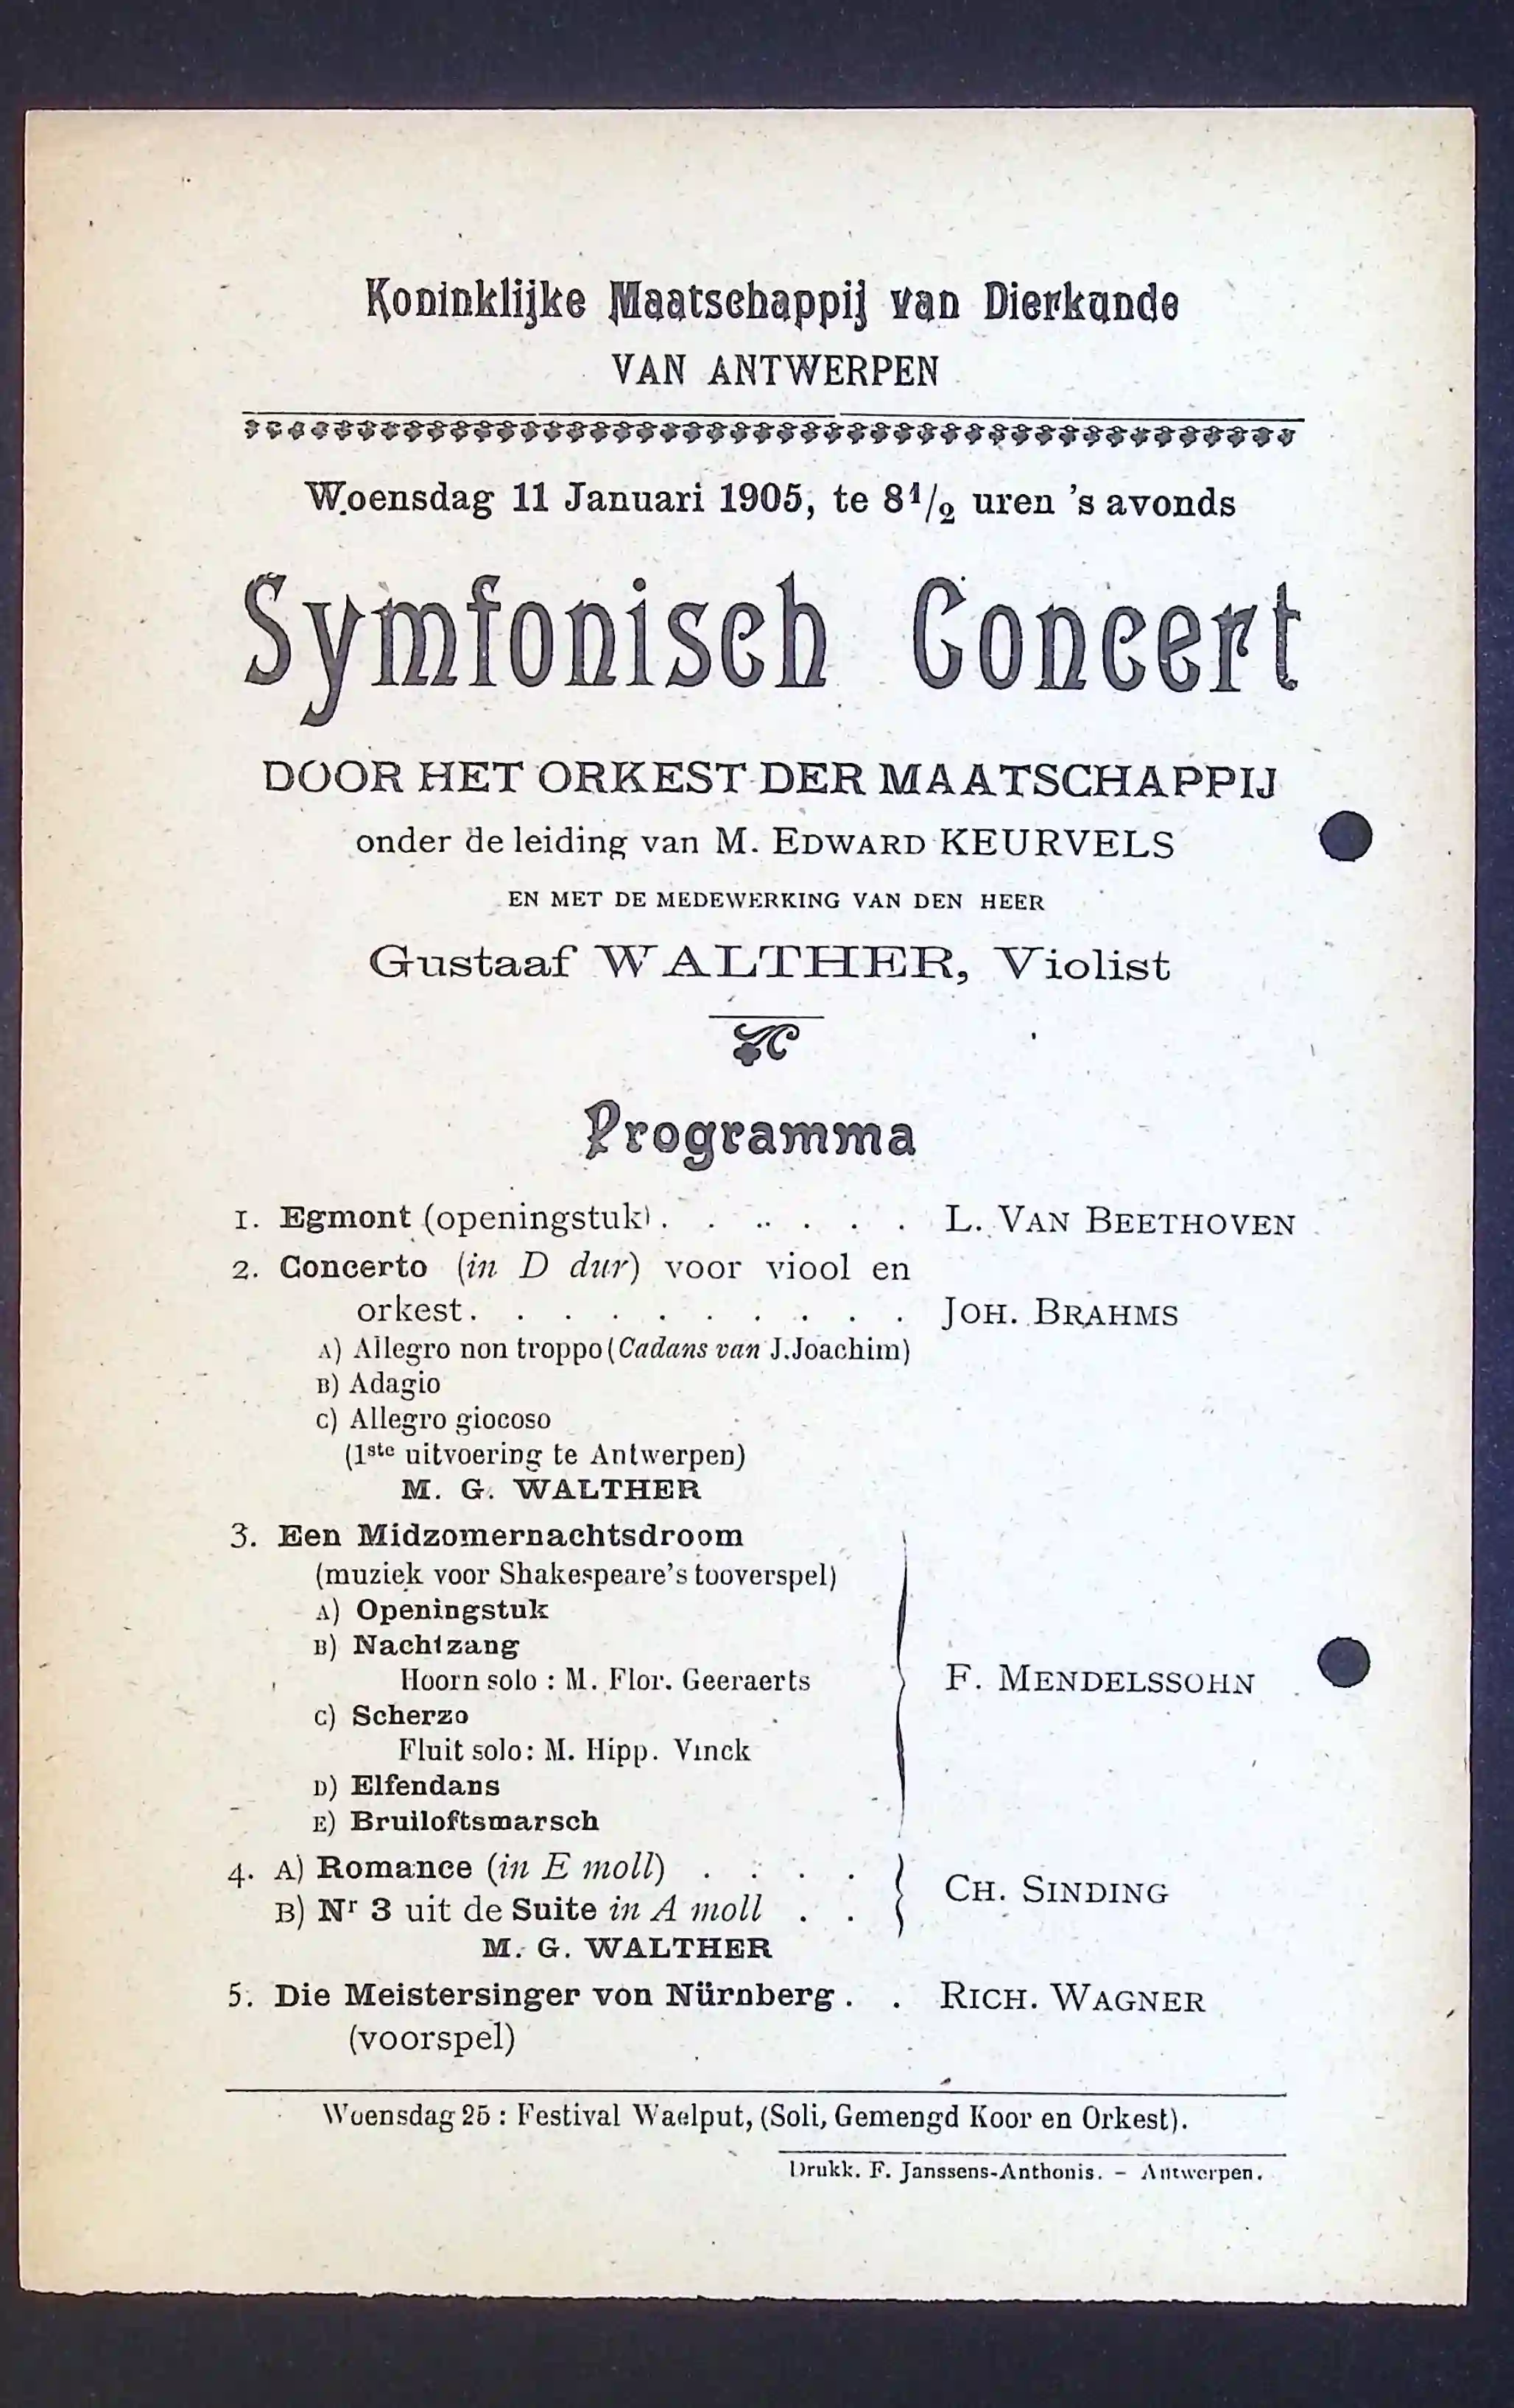 Koninklijke Maatschappij van Dierkunde
VAN ANTWERPEN
Woensdag 11 Januari 1905, te 8 1/2 uren 's avonds
Symfonisch Concert
DOOR HET ORKEST DER MAATSCHAPPIJ
onder de leiding van M. EDWARD KEURVELS
EN MET DE MEDEWERKING VAN DEN HEER
Gustaaf WALTHER, Violist
Programma
1. Egmont (openingstuk) . . . . . . . L. VAN BEETHOVEN
2. Concerto (in D dur) voor viool en
orkest. . . . . . . . . . JOH. BRAHMS
A) Allegro non troppo (Cadans van J.Joachim)
B) Adagio
C) Allegro giocoso
(1ste uitvoering te Antwerpen)
M. G. WALTHER
3. Een Midzomernachtsdroom
(muziek voor Shakespeare's tooverspel)
A) Openingstuk
B) Nachtzang
Hoorn solo : M. Flor. Geeraerts
F. MENDELSSOHN
C) Scherzo
Fluit solo: M. Hipp. Vinck
D) Elfendans
E) Bruiloftsmarsch
4. A) Romance (in E moll) . . . .
CH. SINDING
B) Nr 3 uit de Suite in A moll . .
M. G. WALTHER
5. Die Meistersinger von Nürnberg . . RICH. WAGNER
(voorspel)
Woensdag 25 : Festival Waelput, (Soli, Gemengd Koor en Orkest).
Drukk. F. Janssens-Anthonis. – Antwerpen.